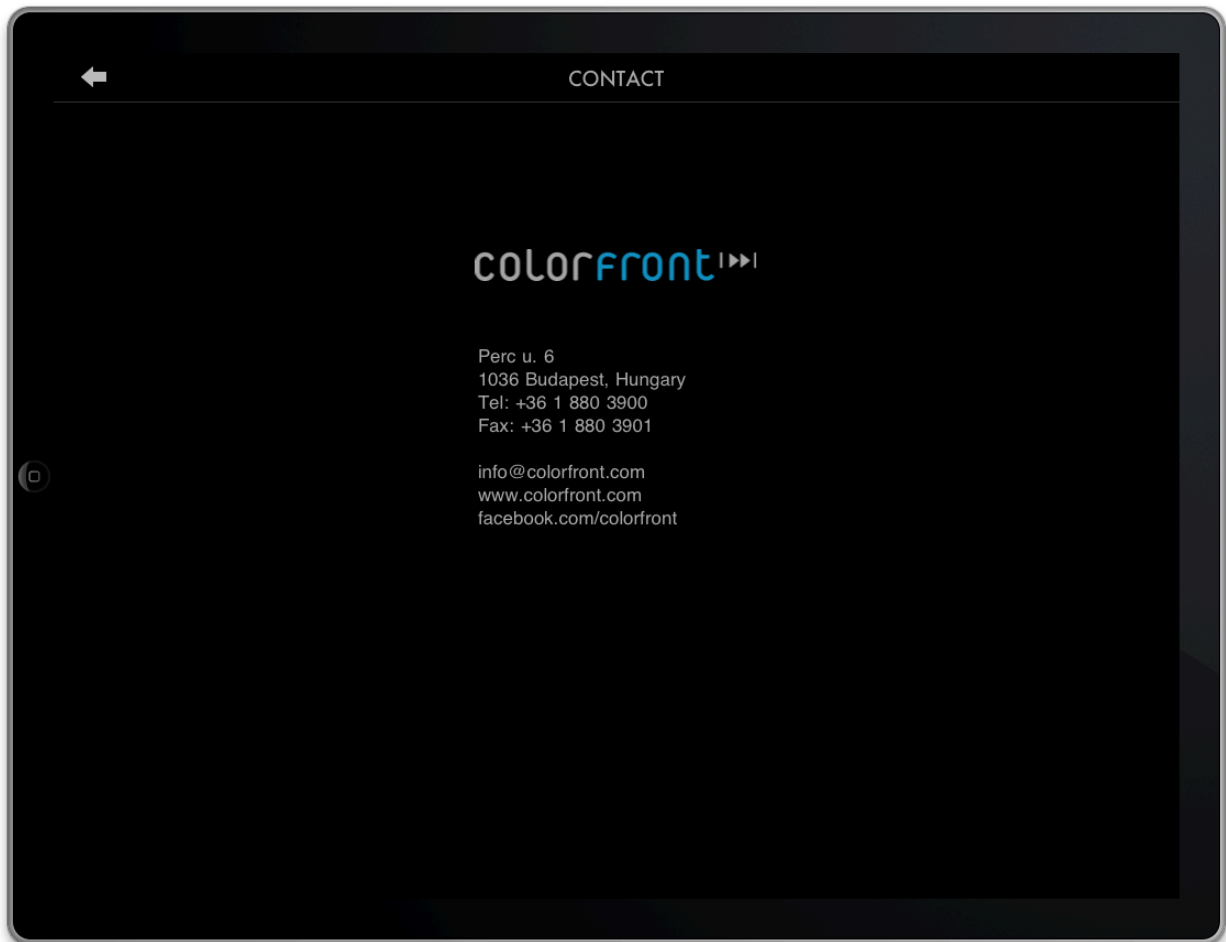 CONTACT
colorfront
Perc u. 6
1036 Budapest, Hungary
Tel: +36 1 880 3900
Fax: +36 1 880 3901
info@colorfront.com
www.colorfront.com
facebook.com/colorfront